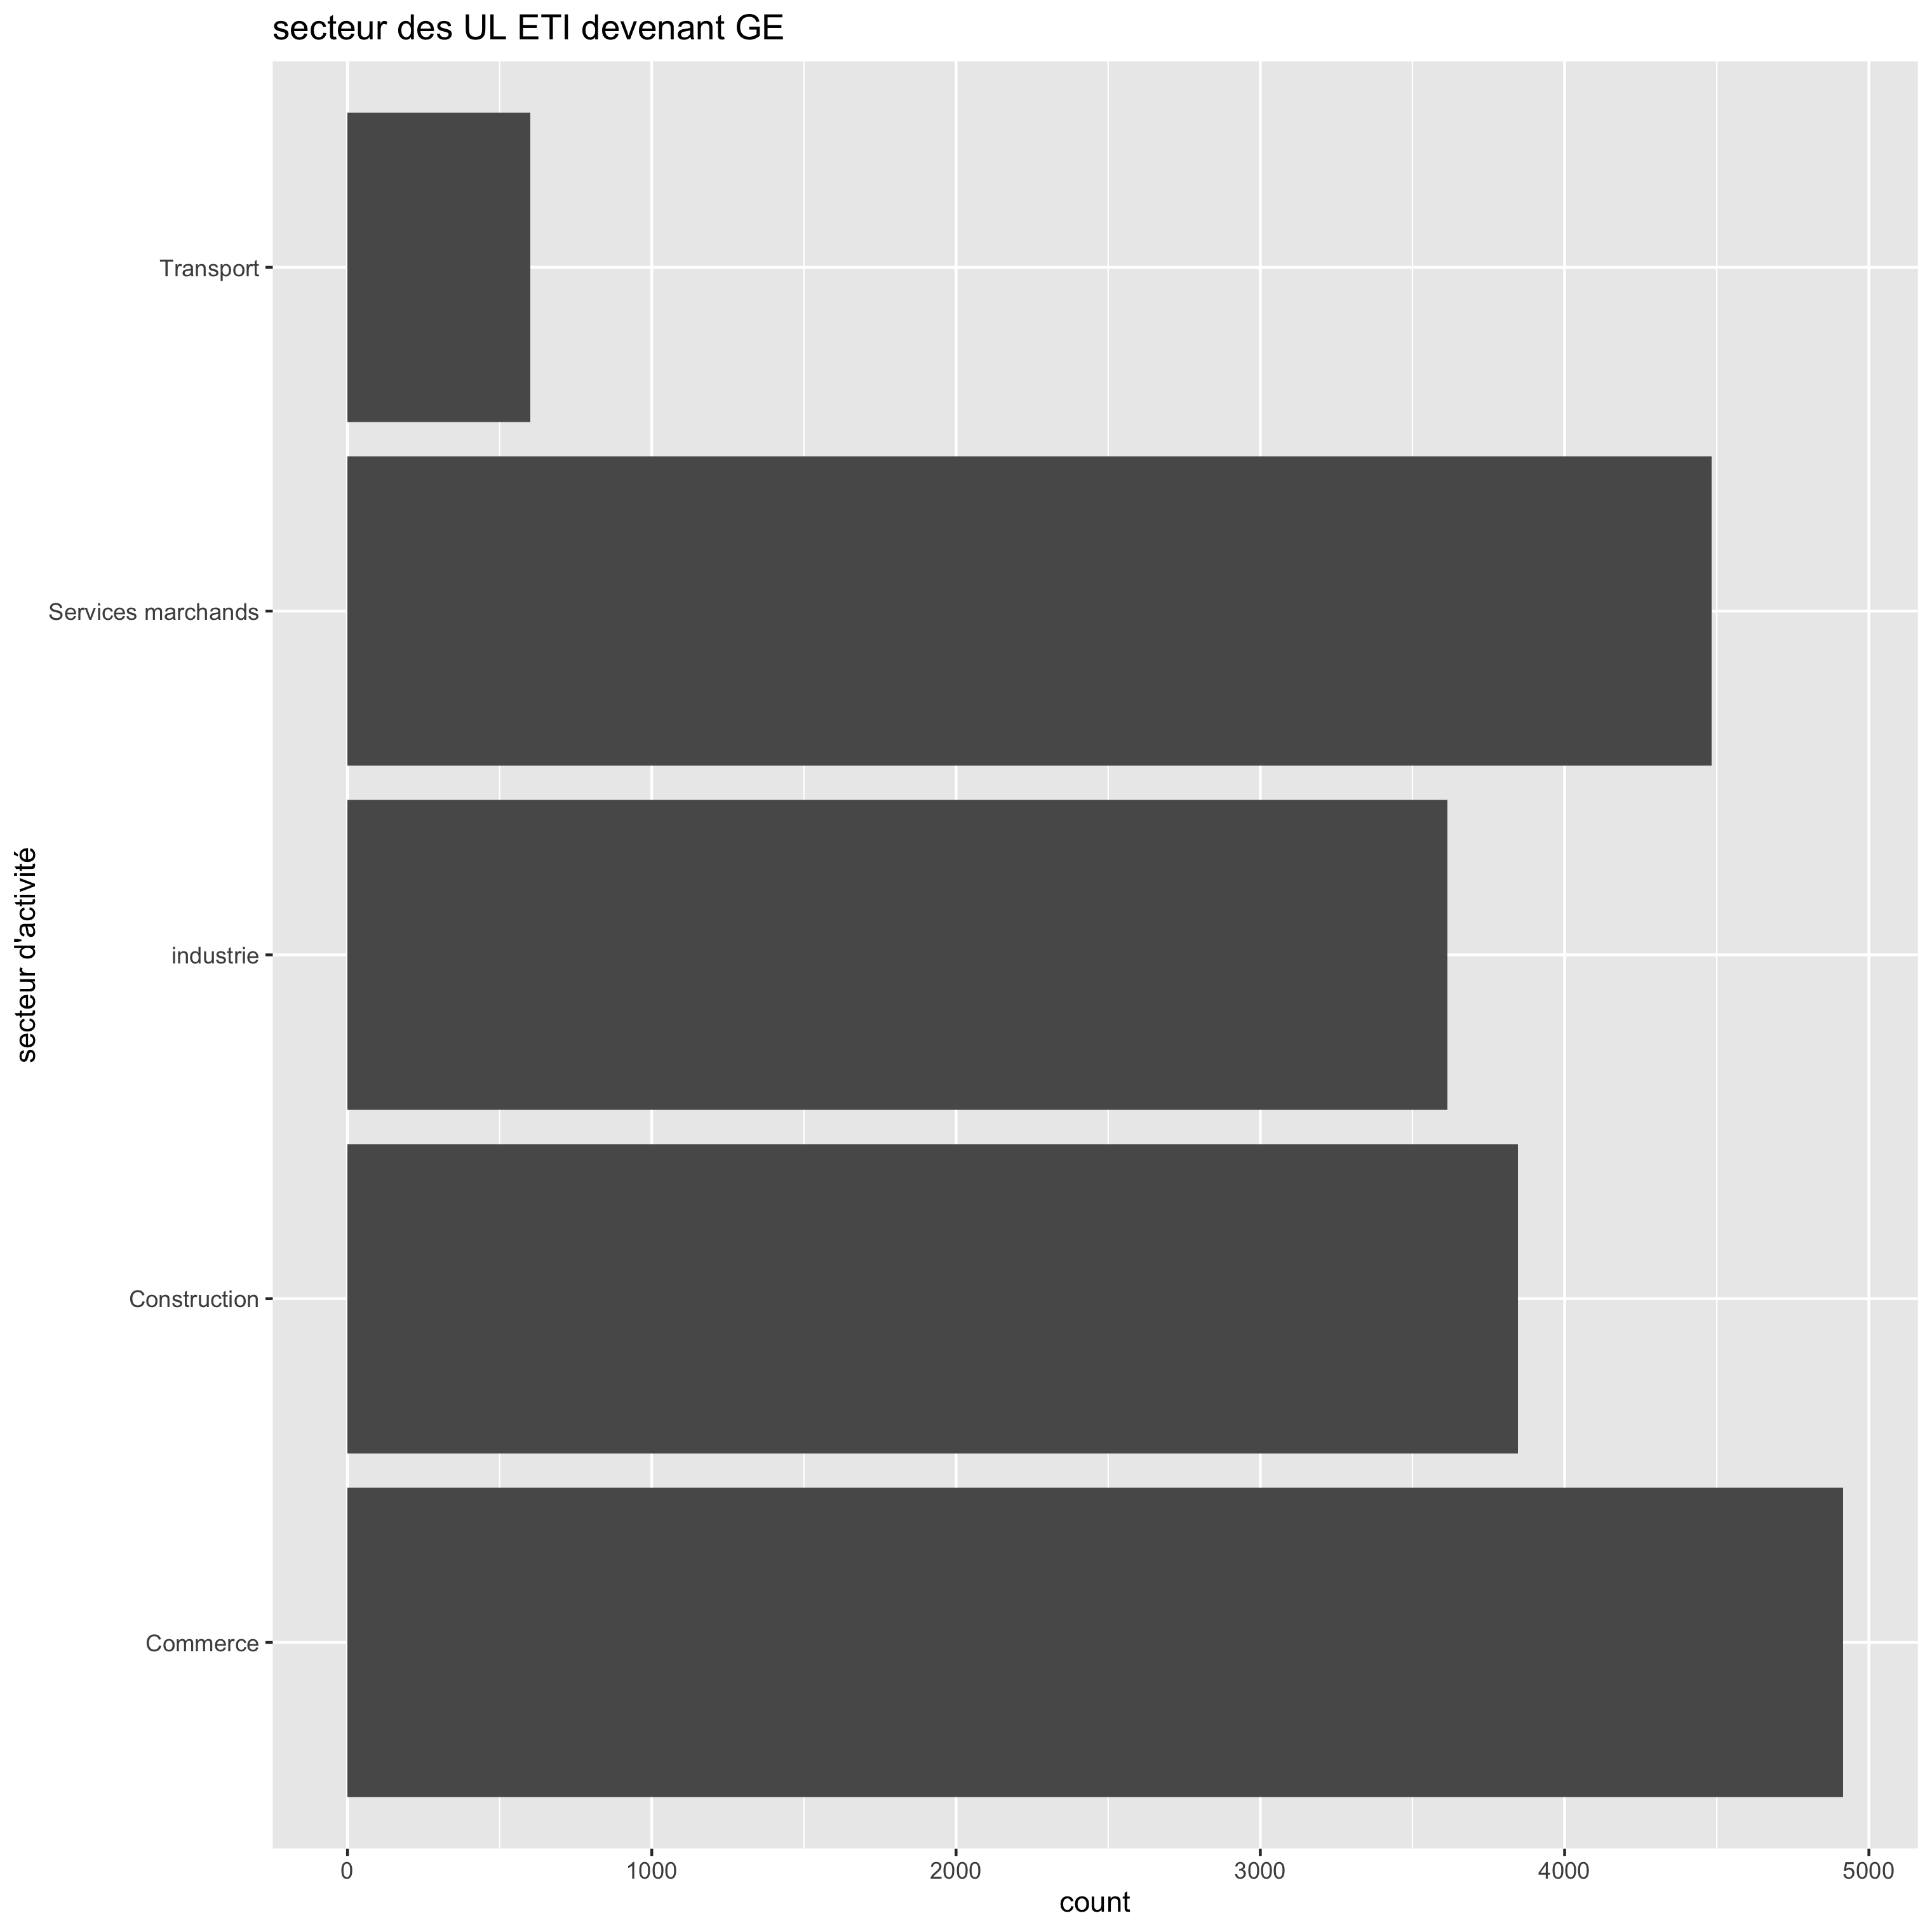 secteur des UL ETI devenant GE
secteur d'activité
Transport
Services marchands
industrie
Construction
Commerce
0 1000 2000 3000 4000 5000
count